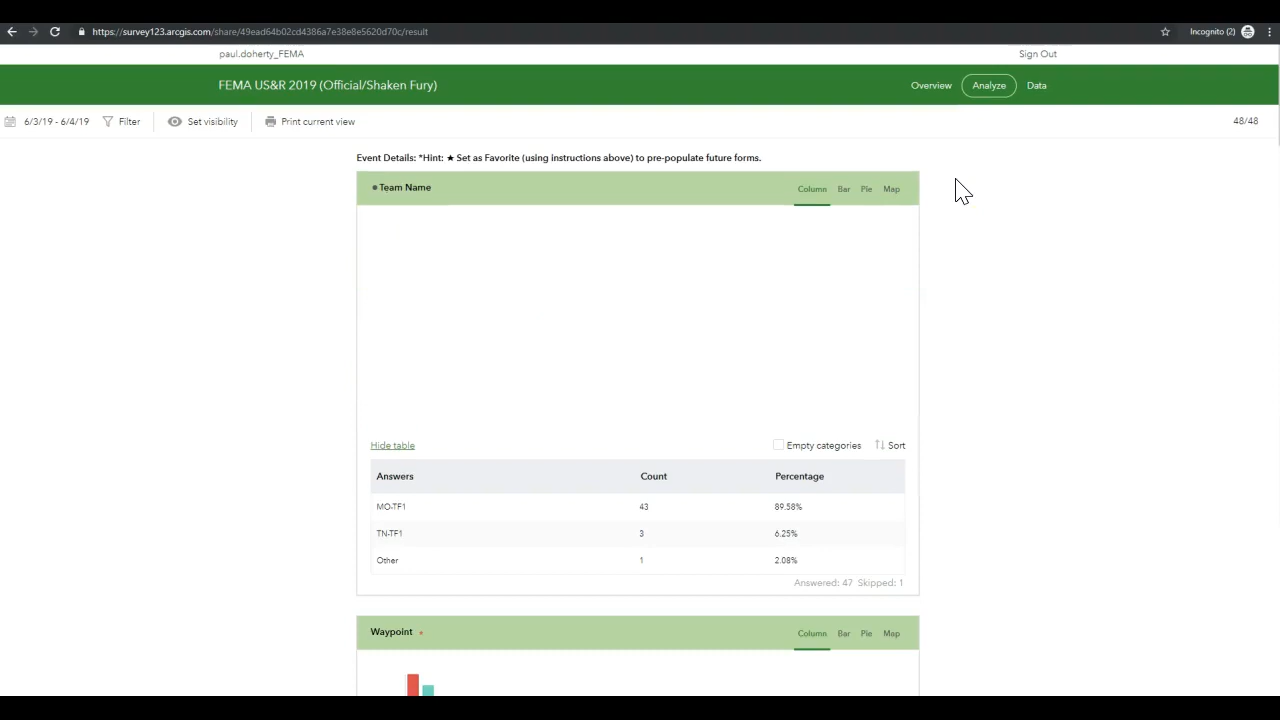 https://survey123.arcgis.com/share/49ead64b02cd4386a7e38e8e5620d70c/result
Incognito (2)
paul.doherty_FEMA
Sign Out
FEMA US&R 2019 (Official/Shaken Fury)
Overview
Analyze
Data
6/3/19 - 6/4/19
Filter
Set visibility
Print current view
48/48
Event Details: *Hint: ★ Set as Favorite (using instructions above) to pre-populate future forms.
Team Name
Column Bar Pie Map
Hide table
Empty categories
Sort
Answers Count Percentage
MO-TF1 43 89.58%
TN-TF1 3 6.25%
Other 1 2.08%
Answered: 47 Skipped: 1
Waypoint *
Column Bar Pie Map